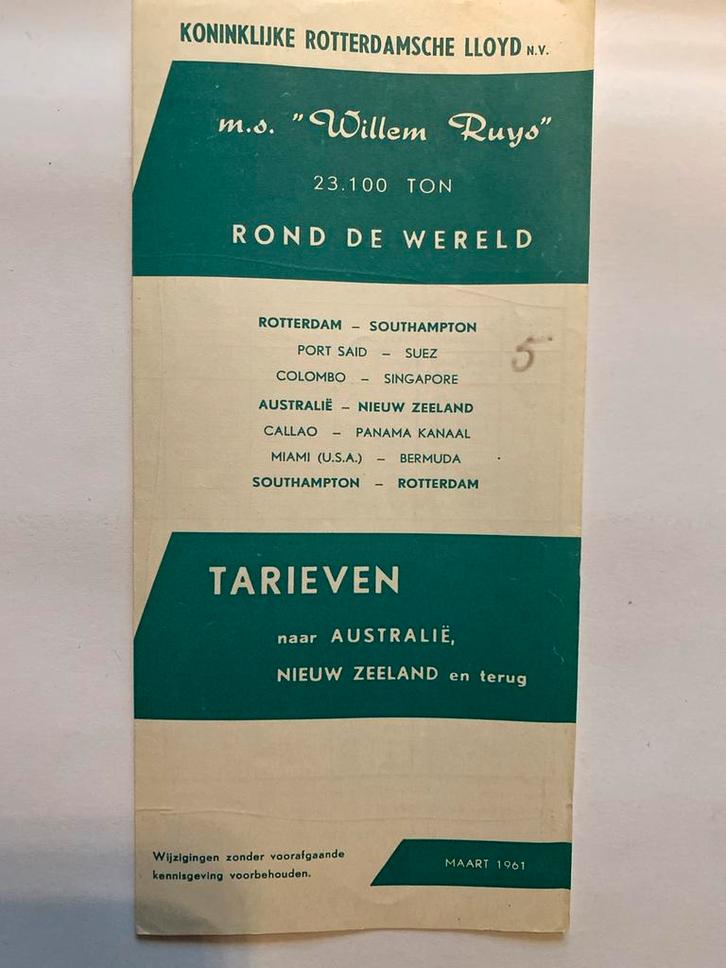 KONINKLIJKE ROTTERDAMSCHE LLOYD N.V.
m.s. "Willem Ruys"
23.100 TON
ROND DE WERELD
ROTTERDAM – SOUTHAMPTON
PORT SAID – SUEZ
5
COLOMBO – SINGAPORE
AUSTRALIË – NIEUW ZEELAND
CALLAO – PANAMA KANAAL
MIAMI (U.S.A.) – BERMUDA
SOUTHAMPTON – ROTTERDAM
TARIEVEN
naar AUSTRALIË,
NIEUW ZEELAND en terug
Wijzigingen zonder voorafgaande
kennisgeving voorbehouden.
MAART 1961